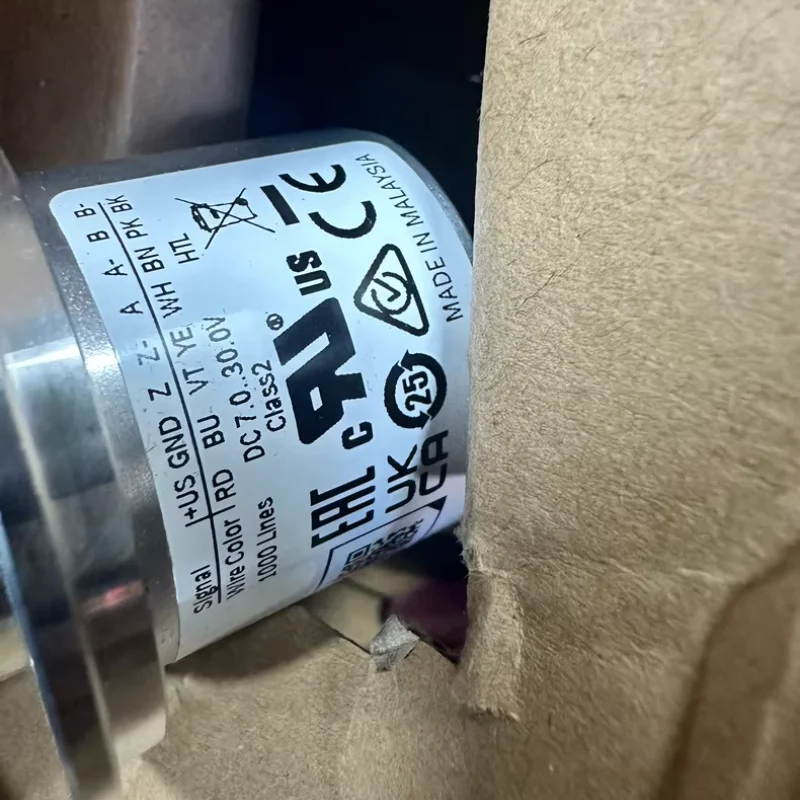 Signal +US GND Z Z- A A- B B-
Wire Color RD BU VT YE WH BN PK BK
1000 Lines DC 7.0..30.0V HTL
Class2
EAC c UR ® US CE
UK CA 25
MADE IN MALAYSIA